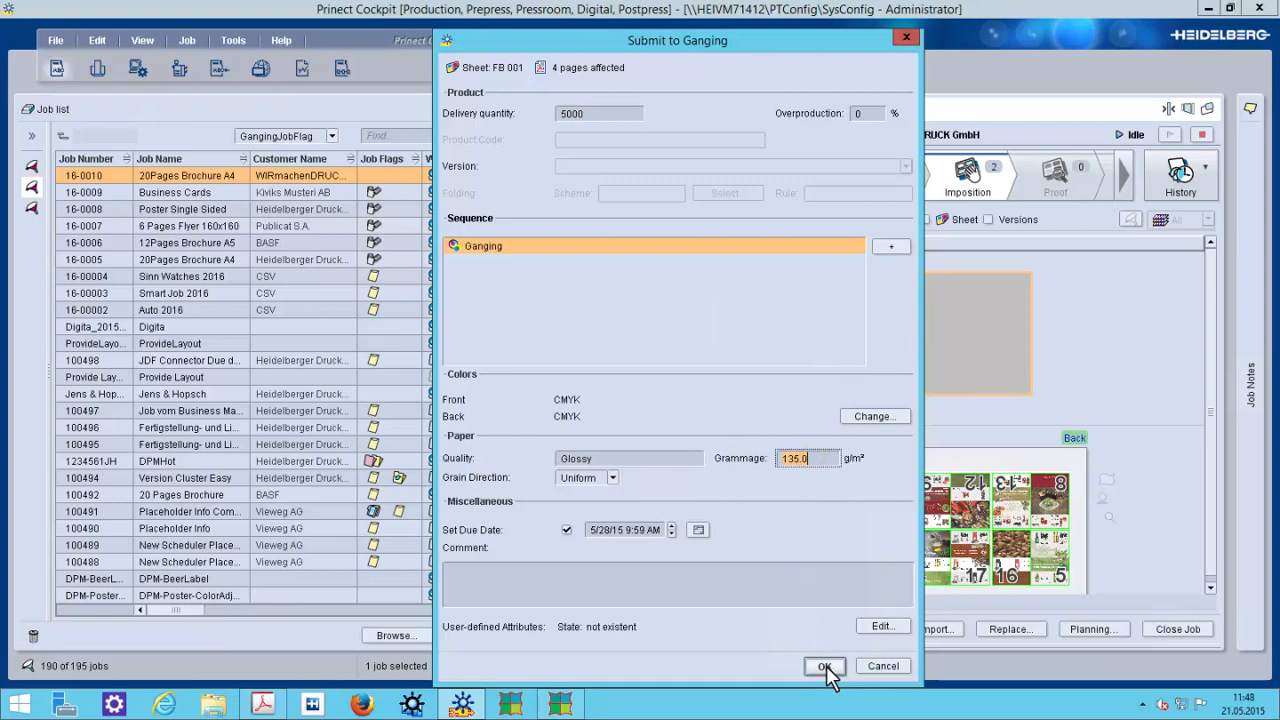 Prinect Cockpit [Production, Prepress, Pressroom, Digital, Postpress] - [\\HEIVM71412\PTConfig\SysConfig - Administrator]
File Edit View Job Tools Help
HEIDELBERG
Submit to Ganging
Sheet: FB 001 4 pages affected
Product
Delivery quantity: 5000 Overproduction: 0 %
Product Code:
Version:
Folding: Scheme: Select... Rule:
Sequence
Ganging
+
Colors
Front CMYK
Back CMYK
Change...
Paper
Quality: Glossy Grammage: 135.0 g/m²
Grain Direction: Uniform
Miscellaneous
Set Due Date: 5/28/15 9:59 AM
Comment:
User-defined Attributes: State: not existent Edit...
OK Cancel
Job list
GangingJobFlag Find...
Job Number Job Name Customer Name Job Flags
16-0010 20Pages Brochure A4 WIRmachenDRUC...
16-0009 Business Cards Kiviks Musteri AB
16-0008 Poster Single Sided Heidelberger Druck...
16-0007 6 Pages Flyer 160x160 Publicat S.A.
16-0006 12Pages Brochure A5 BASF
16-0005 20Pages Brochure A4 Heidelberger Druck...
16-00004 Sinn Watches 2016 CSV
16-00003 Smart Job 2016 CSV
16-00002 Auto 2016 CSV
Digita_2015... Digita
ProvideLayo... ProvideLayout
100498 JDF Connector Due d... Heidelberger Druck...
Provide Lay... Provide Layout
Jens & Hop... Jens & Hopsch Heidelberger Druck...
100497 Job vom Business Ma... Heidelberger Druck...
100496 Fertigstellung- und Li... Heidelberger Druck...
100495 Fertigstellung- und Li... Heidelberger Druck...
1234561JH DPMHot Heidelberger Druck...
100494 Version Cluster Easy Heidelberger Druck...
100492 20 Pages Brochure Heidelberger Druck...
100491 Placeholder Info Com... Vieweg AG
100490 Placeholder Info Vieweg AG
100489 New Scheduler Place... Vieweg AG
100488 New Scheduler Place... Vieweg AG
DPM-BeerL... DPM-BeerLabel
DPM-Poster... DPM-Poster-ColorAdj...
Browse...
190 of 195 jobs 1 job selected
RUCK GmbH Idle
Imposition 2 Proof 0 History
Sheet Versions All
Back
12 13 8
17 16 5
Import... Replace... Planning... Close Job
Job Notes
11:48
21.05.2015